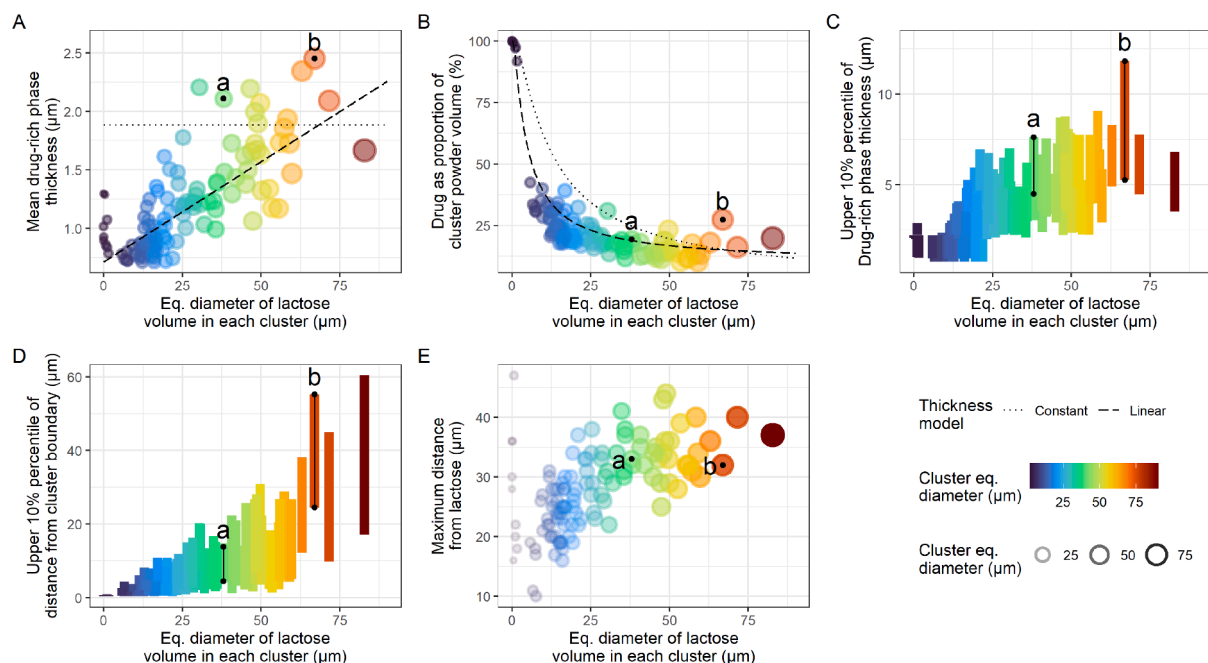 A
Mean drug-rich phase
thickness (µm)
2.5
2.0
1.5
1.0
a
b
0 25 50 75
Eq. diameter of lactose
volume in each cluster (µm)
B
Drug as proportion of
cluster powder volume (%)
100
75
50
25
a
b
0 25 50 75
Eq. diameter of lactose
volume in each cluster (µm)
C
Upper 10% percentile of
Drug-rich phase thickness (µm)
10
5
a
b
0 25 50 75
Eq. diameter of lactose
volume in each cluster (µm)
D
Upper 10% percentile of
distance from cluster boundary (µm)
60
40
20
0
a
b
0 25 50 75
Eq. diameter of lactose
volume in each cluster (µm)
E
Maximum distance
from lactose (µm)
40
30
20
10
a
b
0 25 50 75
Eq. diameter of lactose
volume in each cluster (µm)
Thickness
model
Constant
Linear
Cluster eq.
diameter (µm)
25 50 75
Cluster eq.
diameter (µm)
25 50 75